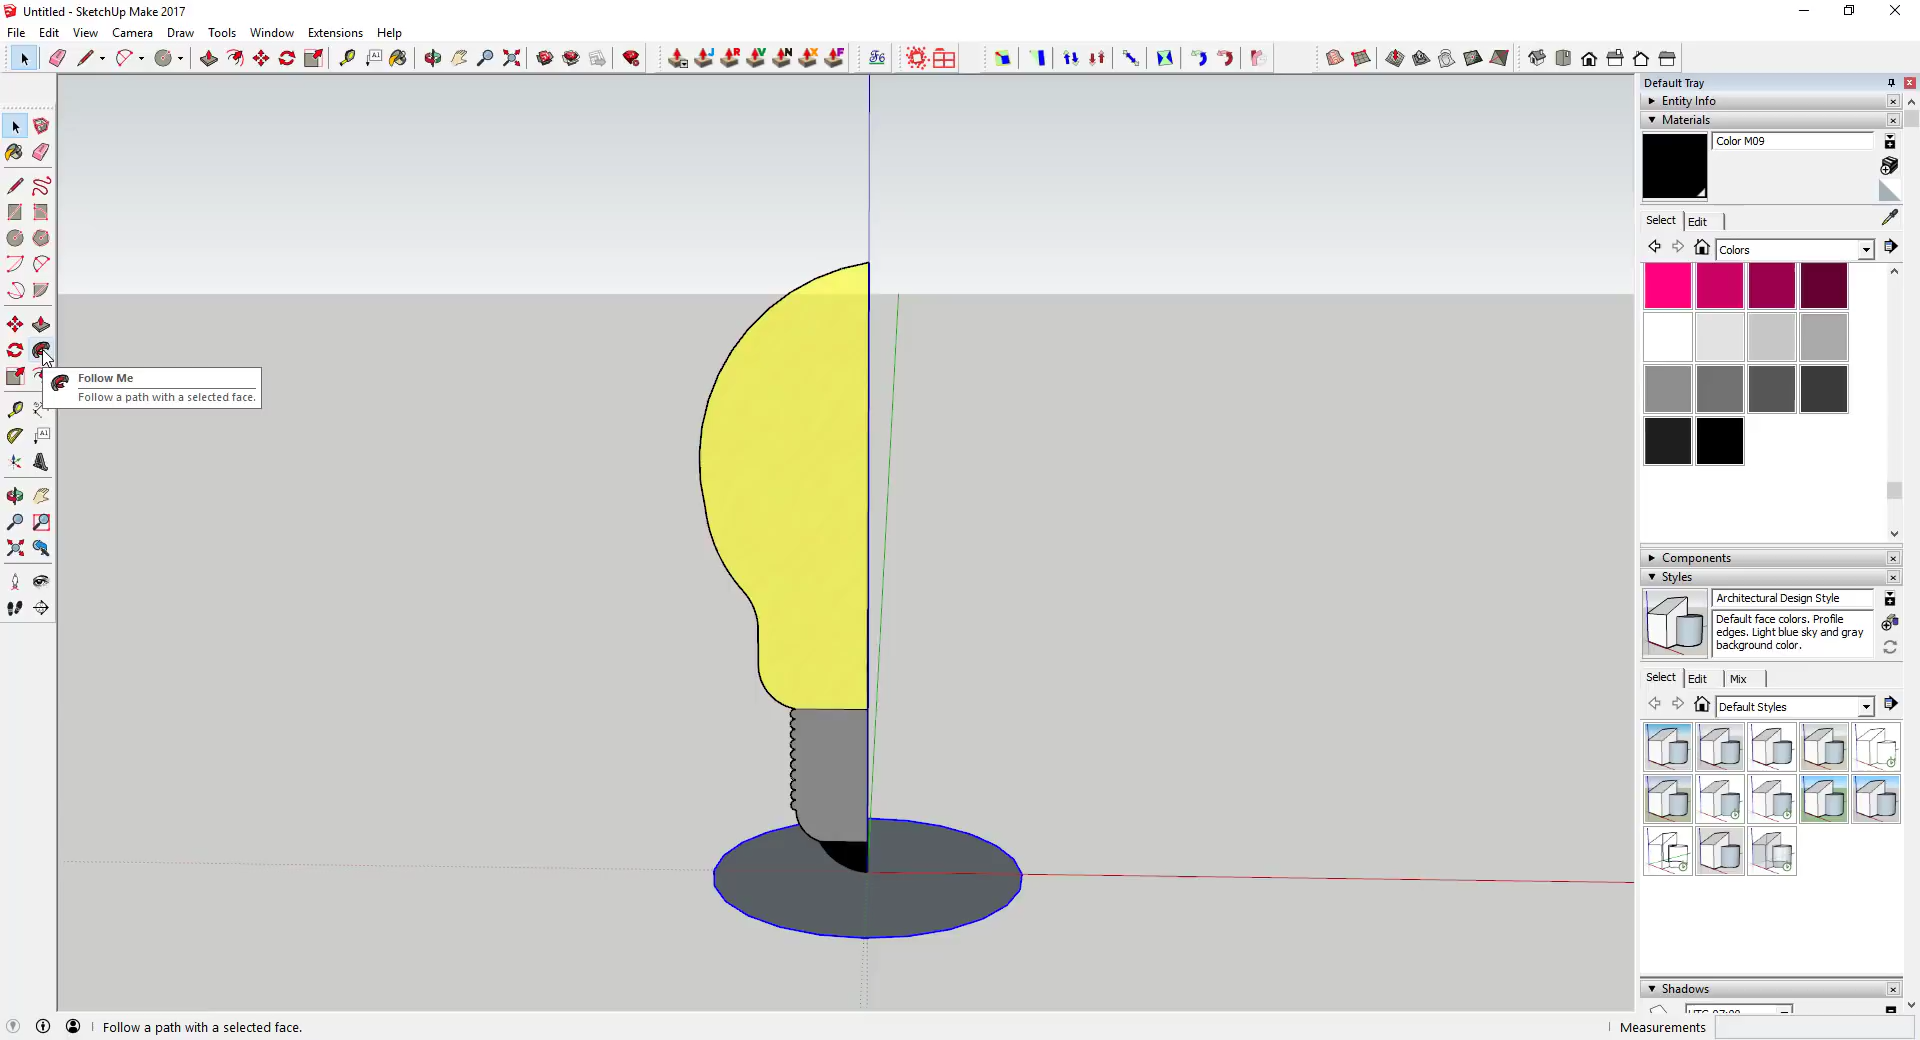 Untitled - SketchUp Make 2017
File Edit View Camera Draw Tools Window Extensions Help
J R V N X F
Default Tray
Entity Info
Materials
Color M09
Select Edit
Colors
Follow Me
Follow a path with a selected face.
A1
Components
Styles
Architectural Design Style
Default face colors. Profile
edges. Light blue sky and gray
background color.
Select Edit Mix
Default Styles
Shadows
Follow a path with a selected face.
Measurements